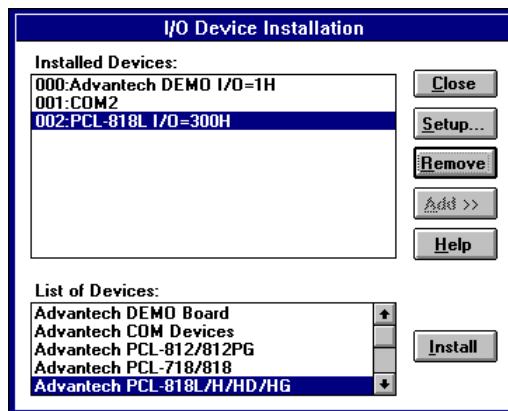 I/O Device Installation
Installed Devices:
000:Advantech DEMO I/O=1H
001:COM2
002:PCL-818L I/O=300H
Close
Setup...
Remove
Add >>
Help
List of Devices:
Advantech DEMO Board
Advantech COM Devices
Advantech PCL-812/812PG
Advantech PCL-718/818
Advantech PCL-818L/H/HD/HG
Install